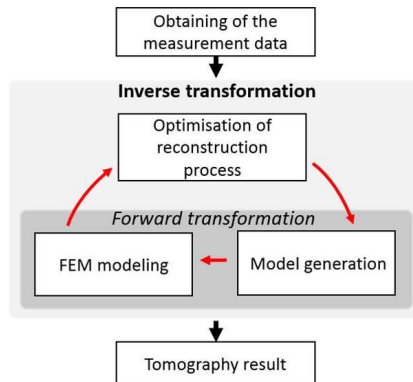 Obtaining of the
measurement data
Inverse transformation
Optimisation of
reconstruction
process
Forward transformation
FEM modeling
Model generation
Tomography result